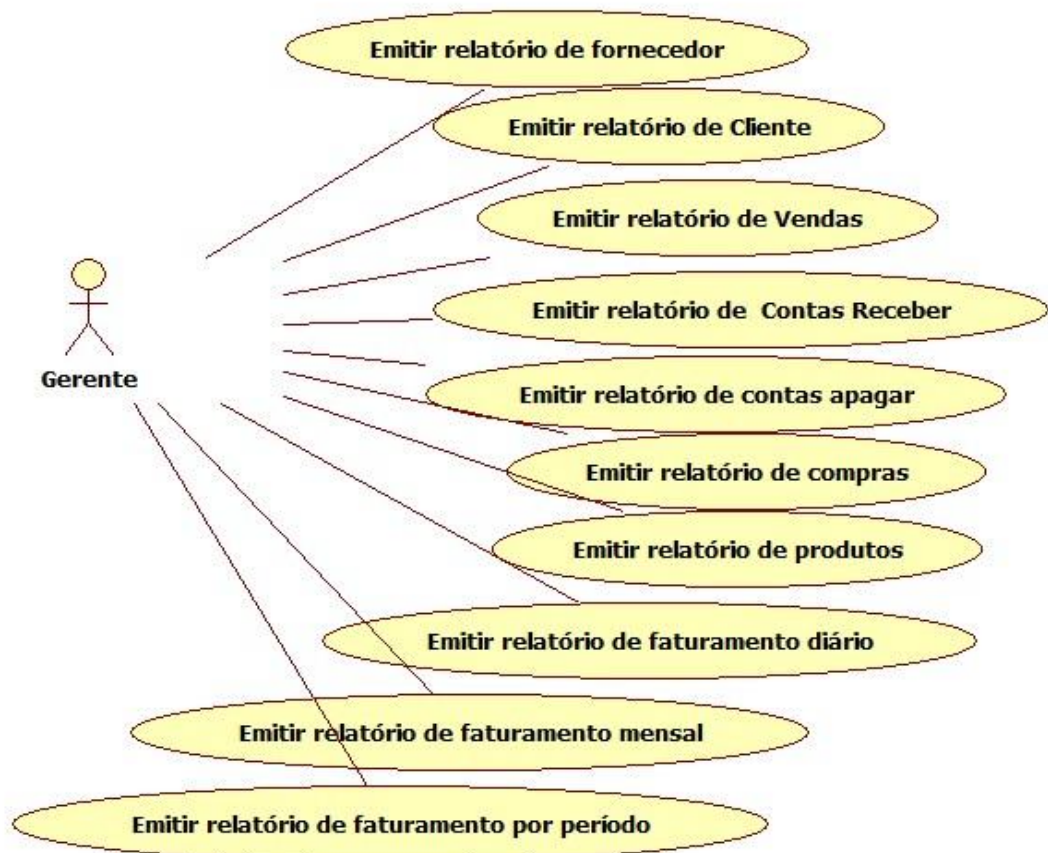 Emitir relatório de fornecedor
Emitir relatório de Cliente
Emitir relatório de Vendas
Emitir relatório de  Contas Receber
Gerente
Emitir relatório de contas apagar
Emitir relatório de compras
Emitir relatório de produtos
Emitir relatório de faturamento diário
Emitir relatório de faturamento mensal
Emitir relatório de faturamento por período